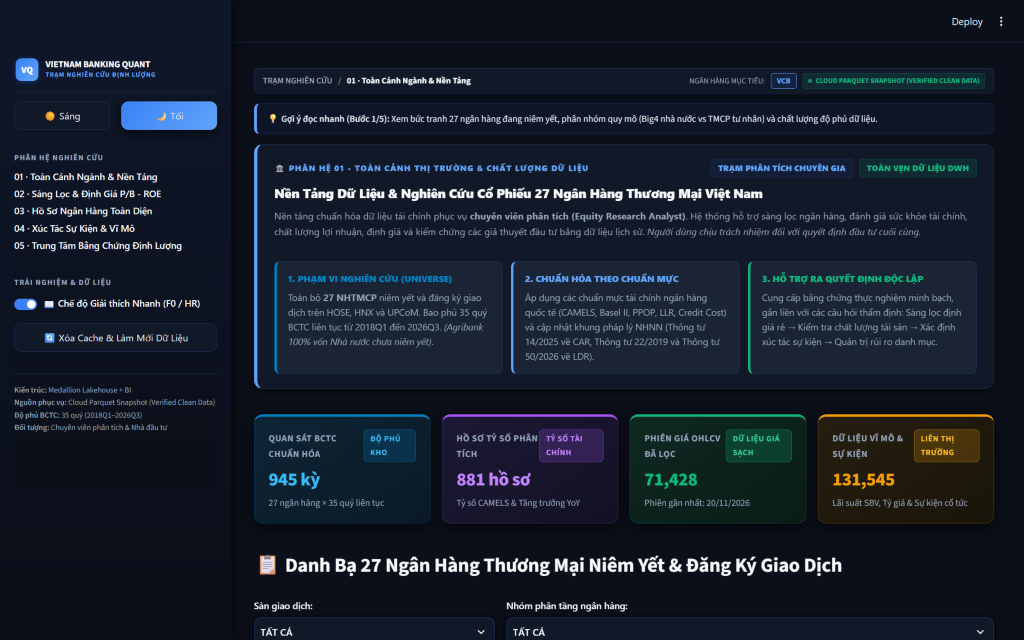 Deploy
VQ
VIETNAM BANKING QUANT
TRẠM NGHIÊN CỨU ĐỊNH LƯỢNG
Sáng
Tối
PHÂN HỆ NGHIÊN CỨU
01 · Toàn Cảnh Ngành & Nền Tảng
02 · Sàng Lọc & Định Giá P/B - ROE
03 · Hồ Sơ Ngân Hàng Toàn Diện
04 · Xúc Tác Sự Kiện & Vĩ Mô
05 · Trung Tâm Bằng Chứng Định Lượng
TRẢI NGHIỆM & DỮ LIỆU
Chế độ Giải thích Nhanh (F0 / HR)
Xóa Cache & Làm Mới Dữ Liệu
Kiến trúc: Medallion Lakehouse + BI
Nguồn phục vụ: Cloud Parquet Snapshot (Verified Clean Data)
Độ phủ BCTC: 35 quý (2018Q1–2026Q3)
Đối tượng: Chuyên viên phân tích & Nhà đầu tư
TRẠM NGHIÊN CỨU / 01 · Toàn Cảnh Ngành & Nền Tảng
NGÂN HÀNG MỤC TIÊU: VCB
CLOUD PARQUET SNAPSHOT (VERIFIED CLEAN DATA)
Gợi ý đọc nhanh (Bước 1/5): Xem bức tranh 27 ngân hàng đang niêm yết, phân nhóm quy mô (Big4 nhà nước vs TMCP tư nhân) và chất lượng độ phủ dữ liệu.
PHÂN HỆ 01 · TOÀN CẢNH THỊ TRƯỜNG & CHẤT LƯỢNG DỮ LIỆU
TRẠM PHÂN TÍCH CHUYÊN GIA
TOÀN VẸN DỮ LIỆU DWH
Nền Tảng Dữ Liệu & Nghiên Cứu Cổ Phiếu 27 Ngân Hàng Thương Mại Việt Nam
Nền tảng chuẩn hóa dữ liệu tài chính phục vụ chuyên viên phân tích (Equity Research Analyst). Hệ thống hỗ trợ sàng lọc ngân hàng, đánh giá sức khỏe tài chính,
chất lượng lợi nhuận, định giá và kiểm chứng các giả thuyết đầu tư bằng dữ liệu lịch sử. Người dùng chịu trách nhiệm đối với quyết định đầu tư cuối cùng.
1. PHẠM VI NGHIÊN CỨU (UNIVERSE)
Toàn bộ 27 NHTMCP niêm yết và đăng ký giao
dịch trên HOSE, HNX và UPCoM. Bao phủ 35 quý
BCTC liên tục từ 2018Q1 đến 2026Q3. (Agribank
100% vốn Nhà nước chưa niêm yết).
2. CHUẨN HÓA THEO CHUẨN MỰC
Áp dụng các chuẩn mực tài chính ngân hàng
quốc tế (CAMELS, Basel II, PPOP, LLR, Credit Cost)
và cập nhật khung pháp lý NHNN (Thông tư
14/2025 về CAR, Thông tư 22/2019 và Thông tư
50/2026 về LDR).
3. HỖ TRỢ RA QUYẾT ĐỊNH ĐỘC LẬP
Cung cấp bằng chứng thực nghiệm minh bạch,
gắn liền với các câu hỏi thẩm định: Sàng lọc định
giá rẻ → Kiểm tra chất lượng tài sản → Xác định
xúc tác sự kiện → Quản trị rủi ro danh mục.
QUAN SÁT BCTC
CHUẨN HÓA
ĐỘ PHỦ
KHO
945 kỳ
27 ngân hàng × 35 quý liên tục
HỒ SƠ TỶ SỐ PHÂN
TÍCH
TỶ SỐ TÀI
CHÍNH
881 hồ sơ
Tỷ số CAMELS & Tăng trưởng YoY
PHIÊN GIÁ OHLCV
ĐÃ LỌC
DỮ LIỆU GIÁ
SẠCH
71,428
Phiên gần nhất: 20/11/2026
DỮ LIỆU VĨ MÔ &
SỰ KIỆN
LIÊN THỊ
TRƯỜNG
131,545
Lãi suất SBV, Tỷ giá & Sự kiện cổ tức
Danh Bạ 27 Ngân Hàng Thương Mại Niêm Yết & Đăng Ký Giao Dịch
Sàn giao dịch:
Nhóm phân tầng ngân hàng:
TẤT CẢ
TẤT CẢ